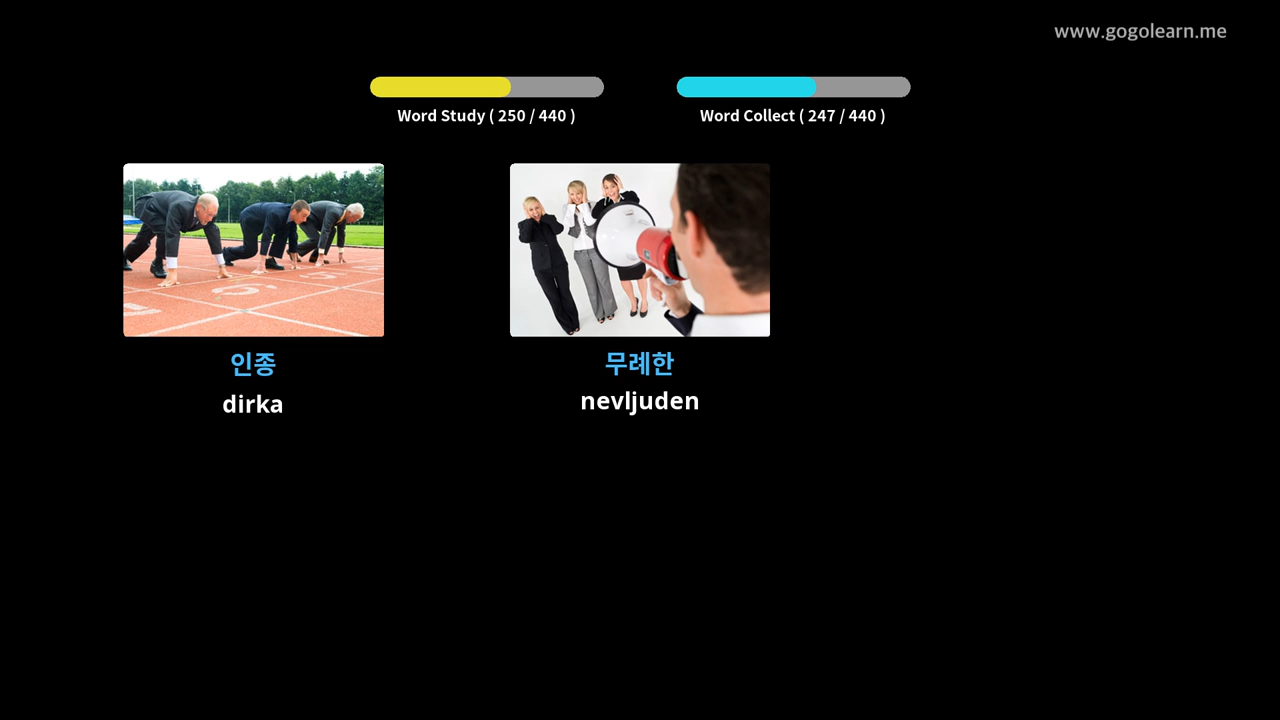 www.gogolearn.me
Word Study ( 250 / 440 )
Word Collect ( 247 / 440 )
인종
dirka
무례한
nevljuden